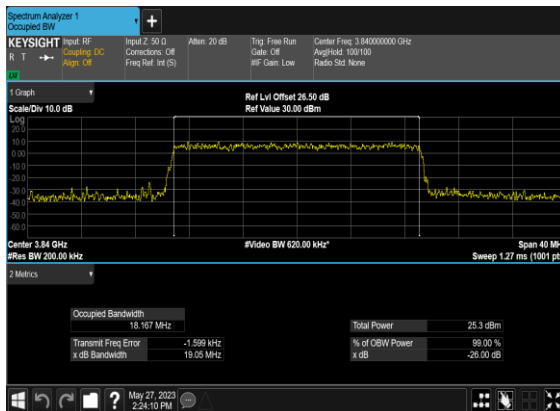 Spectrum Analyzer 1
Occupied BW
KEYSIGHT
R T
Input: RF
Coupling: DC
Align: Off
Input Z: 50 Ω
Corrections: Off
Freq Ref: Int (S)
Atten: 20 dB
Trig: Free Run
Gate: Off
#IF Gain: Low
Center Freq: 3.840000000 GHz
Avg|Hold: 100/100
Radio Std: None
1 Graph
Scale/Div 10.0 dB
Ref Lvl Offset 26.50 dB
Ref Value 30.00 dBm
Log
20.0
10.0
0.00
-10.0
-20.0
-30.0
-40.0
-50.0
-60.0
Center 3.84 GHz
#Res BW 200.00 kHz
#Video BW 620.00 kHz*
Span 40 MH
Sweep 1.27 ms (1001 pt
2 Metrics
Occupied Bandwidth
18.167 MHz
Transmit Freq Error -1.599 kHz
x dB Bandwidth 19.05 MHz
Total Power 25.3 dBm
% of OBW Power 99.00 %
x dB -26.00 dB
May 27, 2023
2:24:10 PM